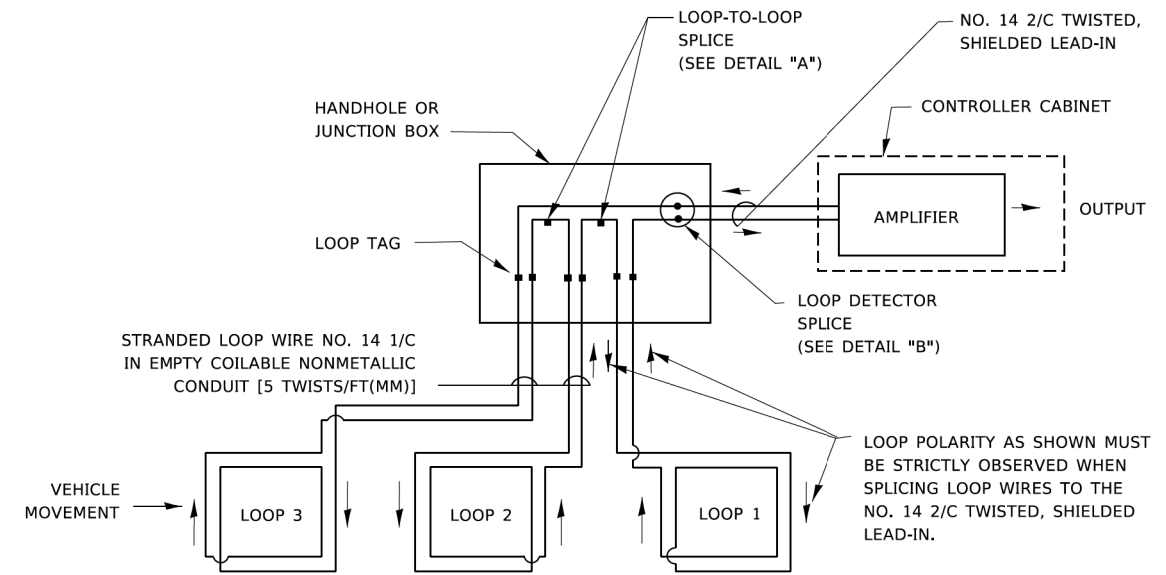 LOOP-TO-LOOP
SPLICE
(SEE DETAIL "A")
NO. 14 2/C TWISTED,
SHIELDED LEAD-IN
HANDHOLE OR
JUNCTION BOX
CONTROLLER CABINET
AMPLIFIER
OUTPUT
LOOP TAG
LOOP DETECTOR
SPLICE
(SEE DETAIL "B")
STRANDED LOOP WIRE NO. 14 1/C
IN EMPTY COILABLE NONMETALLIC
CONDUIT [5 TWISTS/FT(MM)]
LOOP POLARITY AS SHOWN MUST
BE STRICTLY OBSERVED WHEN
SPLICING LOOP WIRES TO THE
NO. 14 2/C TWISTED, SHIELDED
LEAD-IN.
VEHICLE
MOVEMENT
LOOP 3
LOOP 2
LOOP 1